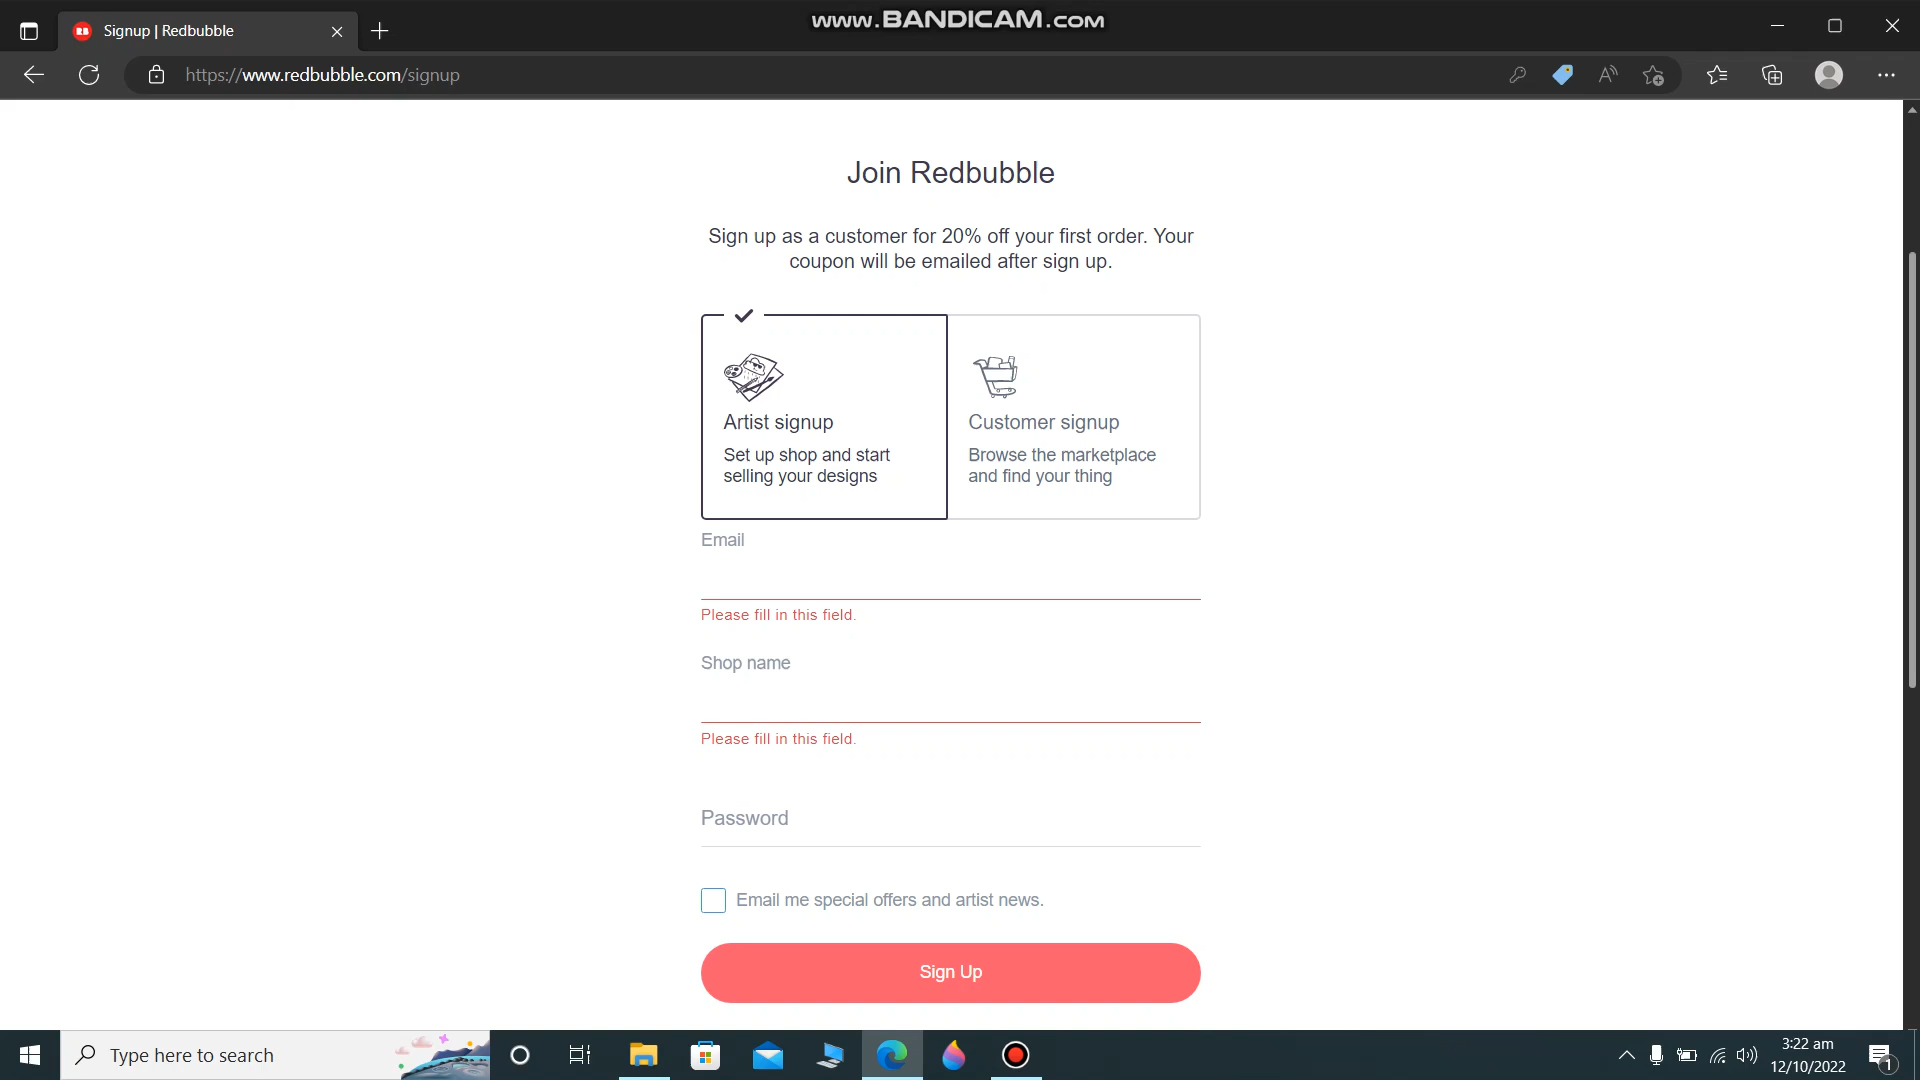 www.BANDICAM.com
Signup | Redbubble
https://www.redbubble.com/signup
Join Redbubble
Sign up as a customer for 20% off your first order. Your
coupon will be emailed after sign up.
Artist signup
Set up shop and start
selling your designs
Customer signup
Browse the marketplace
and find your thing
Email
Please fill in this field.
Shop name
Please fill in this field.
Password
Email me special offers and artist news.
Sign Up
Type here to search
3:22 am
12/10/2022
1